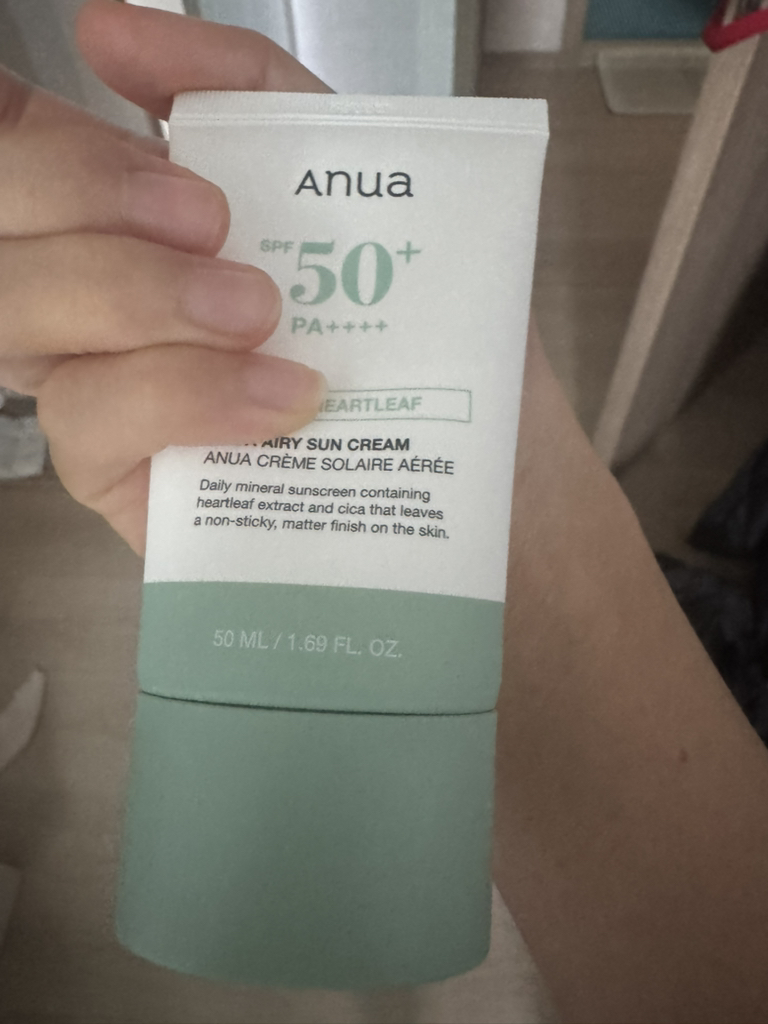 Anua
SPF 50+
PA++++
HEARTLEAF
AIRY SUN CREAM
ANUA CRÈME SOLAIRE AÉRÉE
Daily mineral sunscreen containing
heartleaf extract and cica that leaves
a non-sticky, matter finish on the skin.
50 ML / 1.69 FL. OZ.